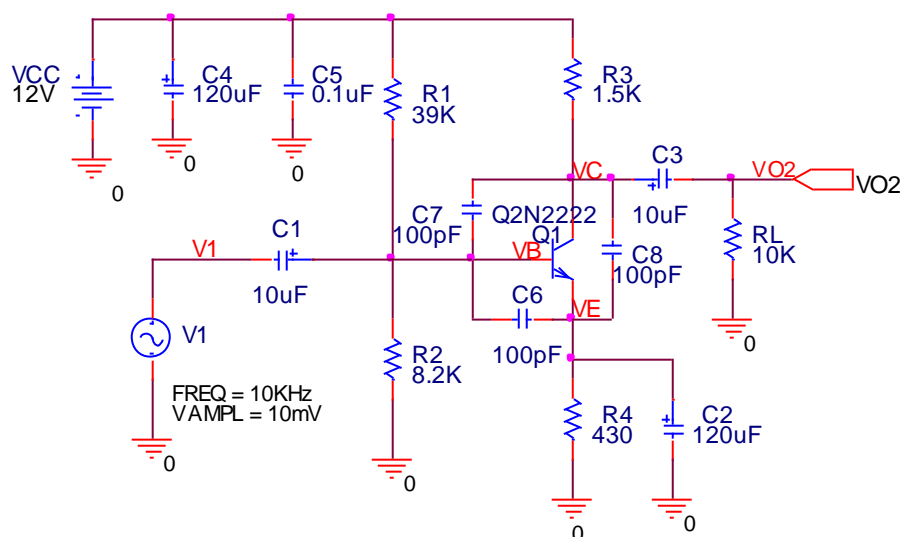 VCC
12V
0
C4
120uF
0
C5
0.1uF
0
R1
39K
R3
1.5K
VC
C3
10uF
VO2
VO2
RL
10K
0
C7
100pF
Q2N2222
Q1
VB
C8
100pF
V1
C1
10uF
C6
100pF
VE
V1
FREQ = 10KHz
VAMPL = 10mV
0
R2
8.2K
0
R4
430
0
C2
120uF
0